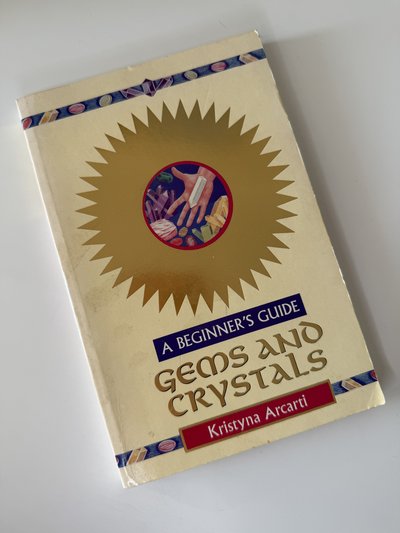 A BEGINNER'S GUIDE
GEMS AND
CRYSTALS
Kristyna Arcarti